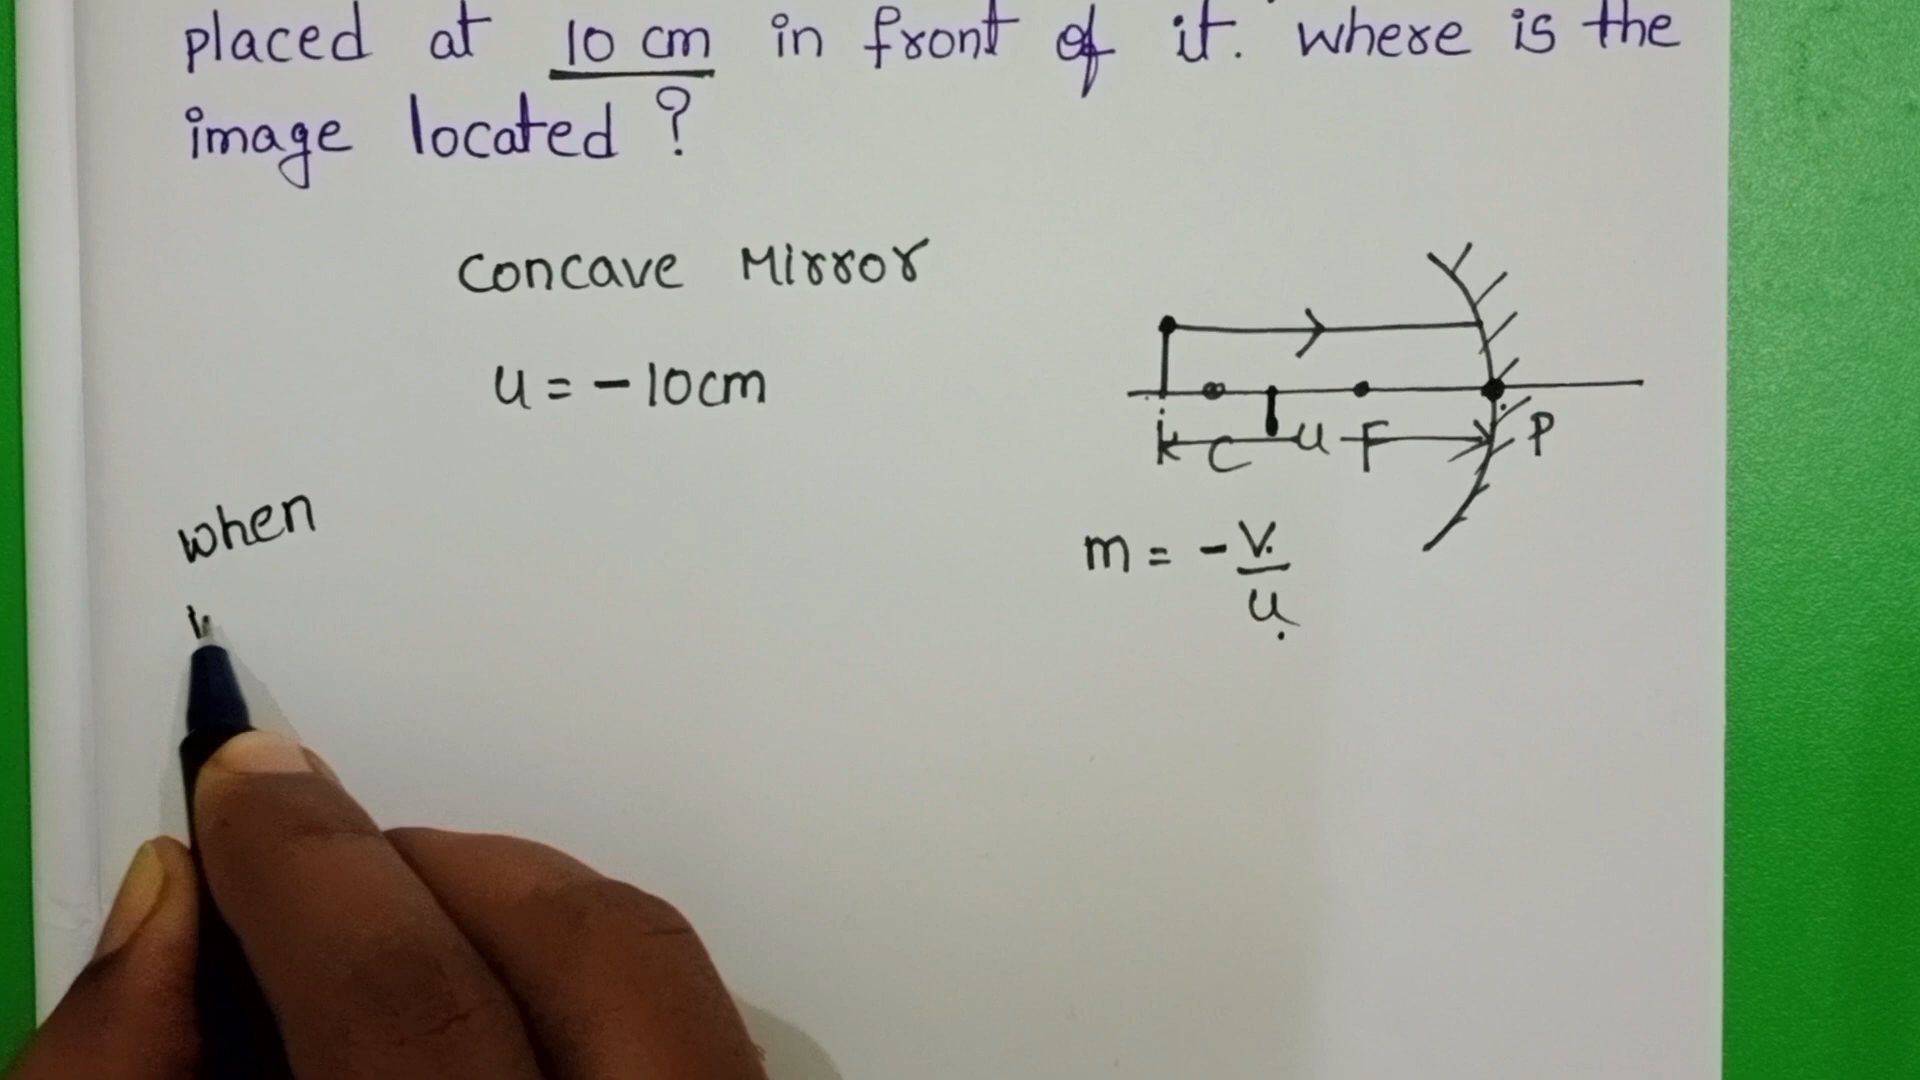 placed at 10 cm in front of it. where is the
image located ?
concave Mirror
u = - 10cm
C u F P
when
m = - v/u